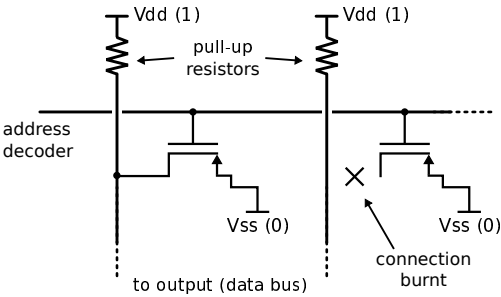 Vdd (1)
Vdd (1)
pull-up
resistors
address
decoder
Vss (0)
Vss (0)
connection
burnt
to output (data bus)